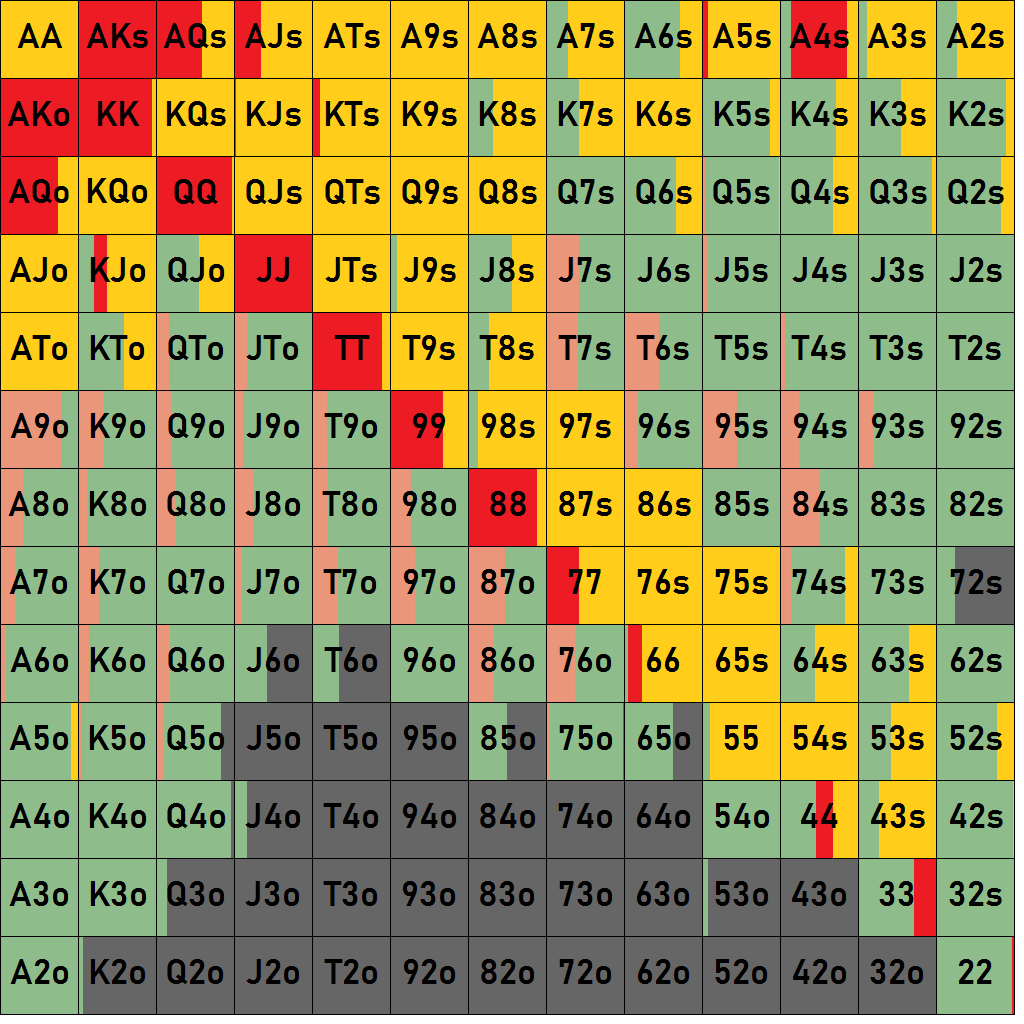 AA AKs AQs AJs ATs A9s A8s A7s A6s A5s A4s A3s A2s
AKo KK KQs KJs KTs K9s K8s K7s K6s K5s K4s K3s K2s
AQo KQo QQ QJs QTs Q9s Q8s Q7s Q6s Q5s Q4s Q3s Q2s
AJo KJo QJo JJ JTs J9s J8s J7s J6s J5s J4s J3s J2s
ATo KTo QTo JTo TT T9s T8s T7s T6s T5s T4s T3s T2s
A9o K9o Q9o J9o T9o 99 98s 97s 96s 95s 94s 93s 92s
A8o K8o Q8o J8o T8o 98o 88 87s 86s 85s 84s 83s 82s
A7o K7o Q7o J7o T7o 97o 87o 77 76s 75s 74s 73s 72s
A6o K6o Q6o J6o T6o 96o 86o 76o 66 65s 64s 63s 62s
A5o K5o Q5o J5o T5o 95o 85o 75o 65o 55 54s 53s 52s
A4o K4o Q4o J4o T4o 94o 84o 74o 64o 54o 44 43s 42s
A3o K3o Q3o J3o T3o 93o 83o 73o 63o 53o 43o 33 32s
A2o K2o Q2o J2o T2o 92o 82o 72o 62o 52o 42o 32o 22